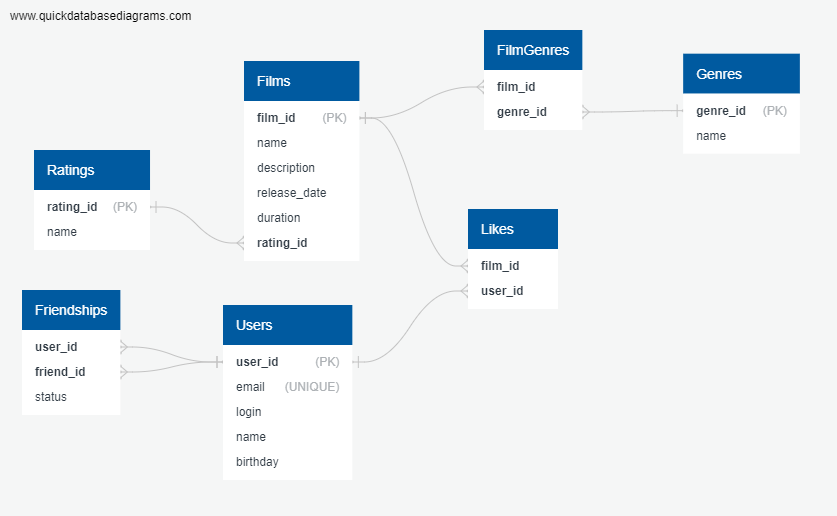 www.quickdatabasediagrams.com
Films
film_id (PK)
name
description
release_date
duration
rating_id
FilmGenres
film_id
genre_id
Genres
genre_id (PK)
name
Ratings
rating_id (PK)
name
Likes
film_id
user_id
Friendships
user_id
friend_id
status
Users
user_id (PK)
email (UNIQUE)
login
name
birthday